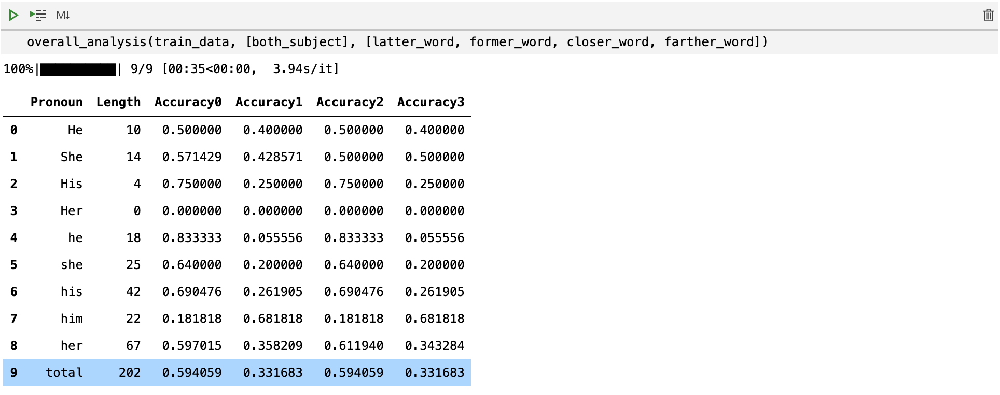 M↓
overall_analysis(train_data, [both_subject], [latter_word, former_word, closer_word, farther_word])
100%|██████████| 9/9 [00:35<00:00,  3.94s/it]
Pronoun Length Accuracy0 Accuracy1 Accuracy2 Accuracy3
0 He 10 0.500000 0.400000 0.500000 0.400000
1 She 14 0.571429 0.428571 0.500000 0.500000
2 His 4 0.750000 0.250000 0.750000 0.250000
3 Her 0 0.000000 0.000000 0.000000 0.000000
4 he 18 0.833333 0.055556 0.833333 0.055556
5 she 25 0.640000 0.200000 0.640000 0.200000
6 his 42 0.690476 0.261905 0.690476 0.261905
7 him 22 0.181818 0.681818 0.181818 0.681818
8 her 67 0.597015 0.358209 0.611940 0.343284
9 total 202 0.594059 0.331683 0.594059 0.331683